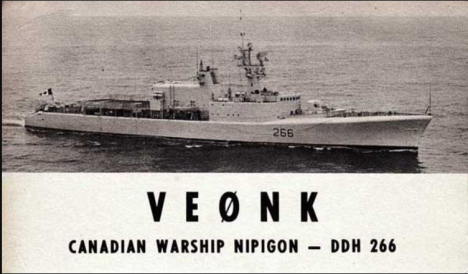 266
VEØNK
CANADIAN WARSHIP NIPIGON — DDH 266